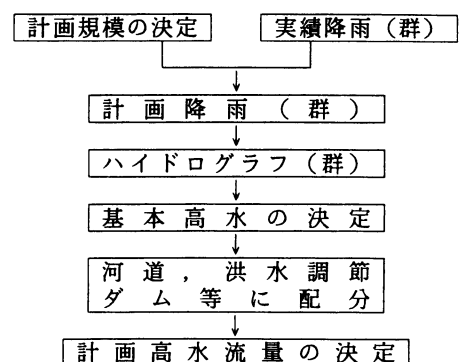 計画規模の決定
実績降雨（群）
計画降雨（群）
ハイドログラフ（群）
基本高水の決定
河道，洪水調節
ダム等に配分
計画高水流量の決定